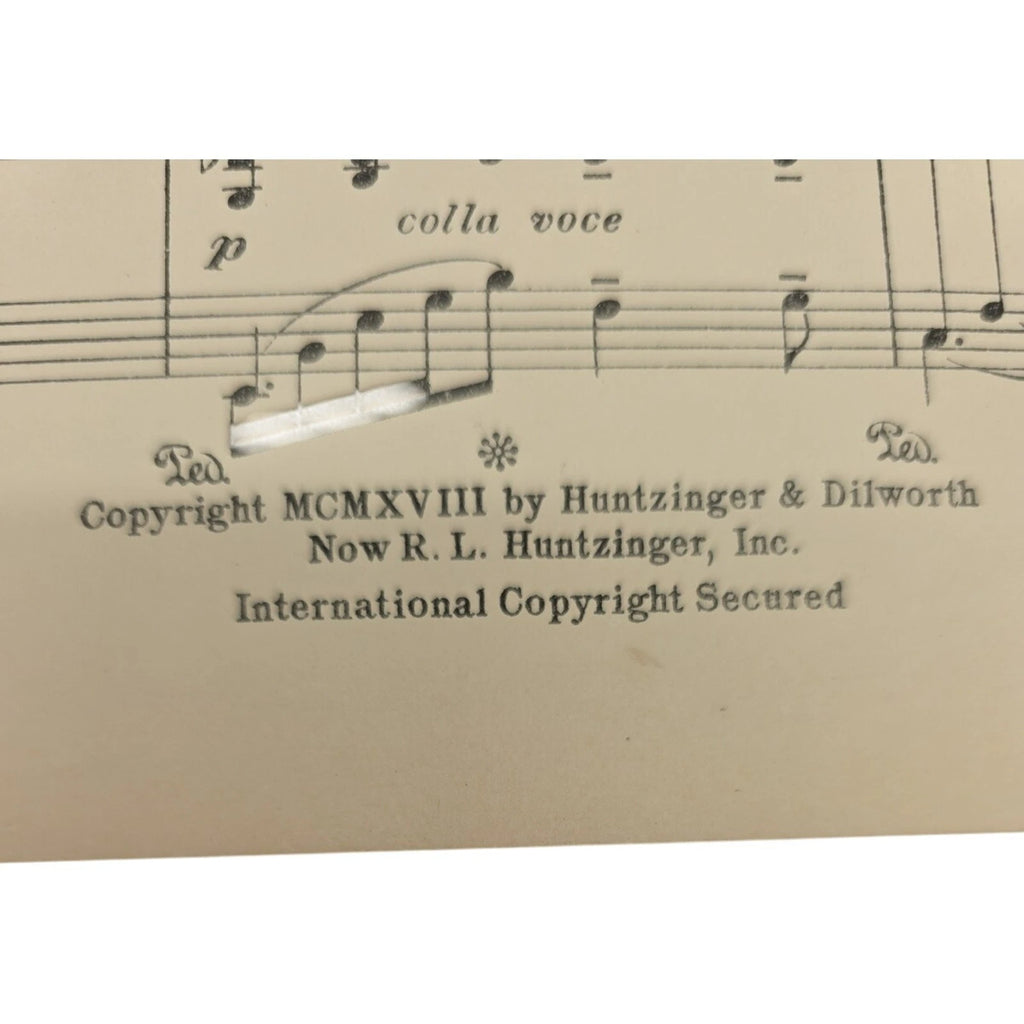 colla voce
p
Ped. Ped.
Copyright MCMXVIII by Huntzinger & Dilworth
Now R. L. Huntzinger, Inc.
International Copyright Secured